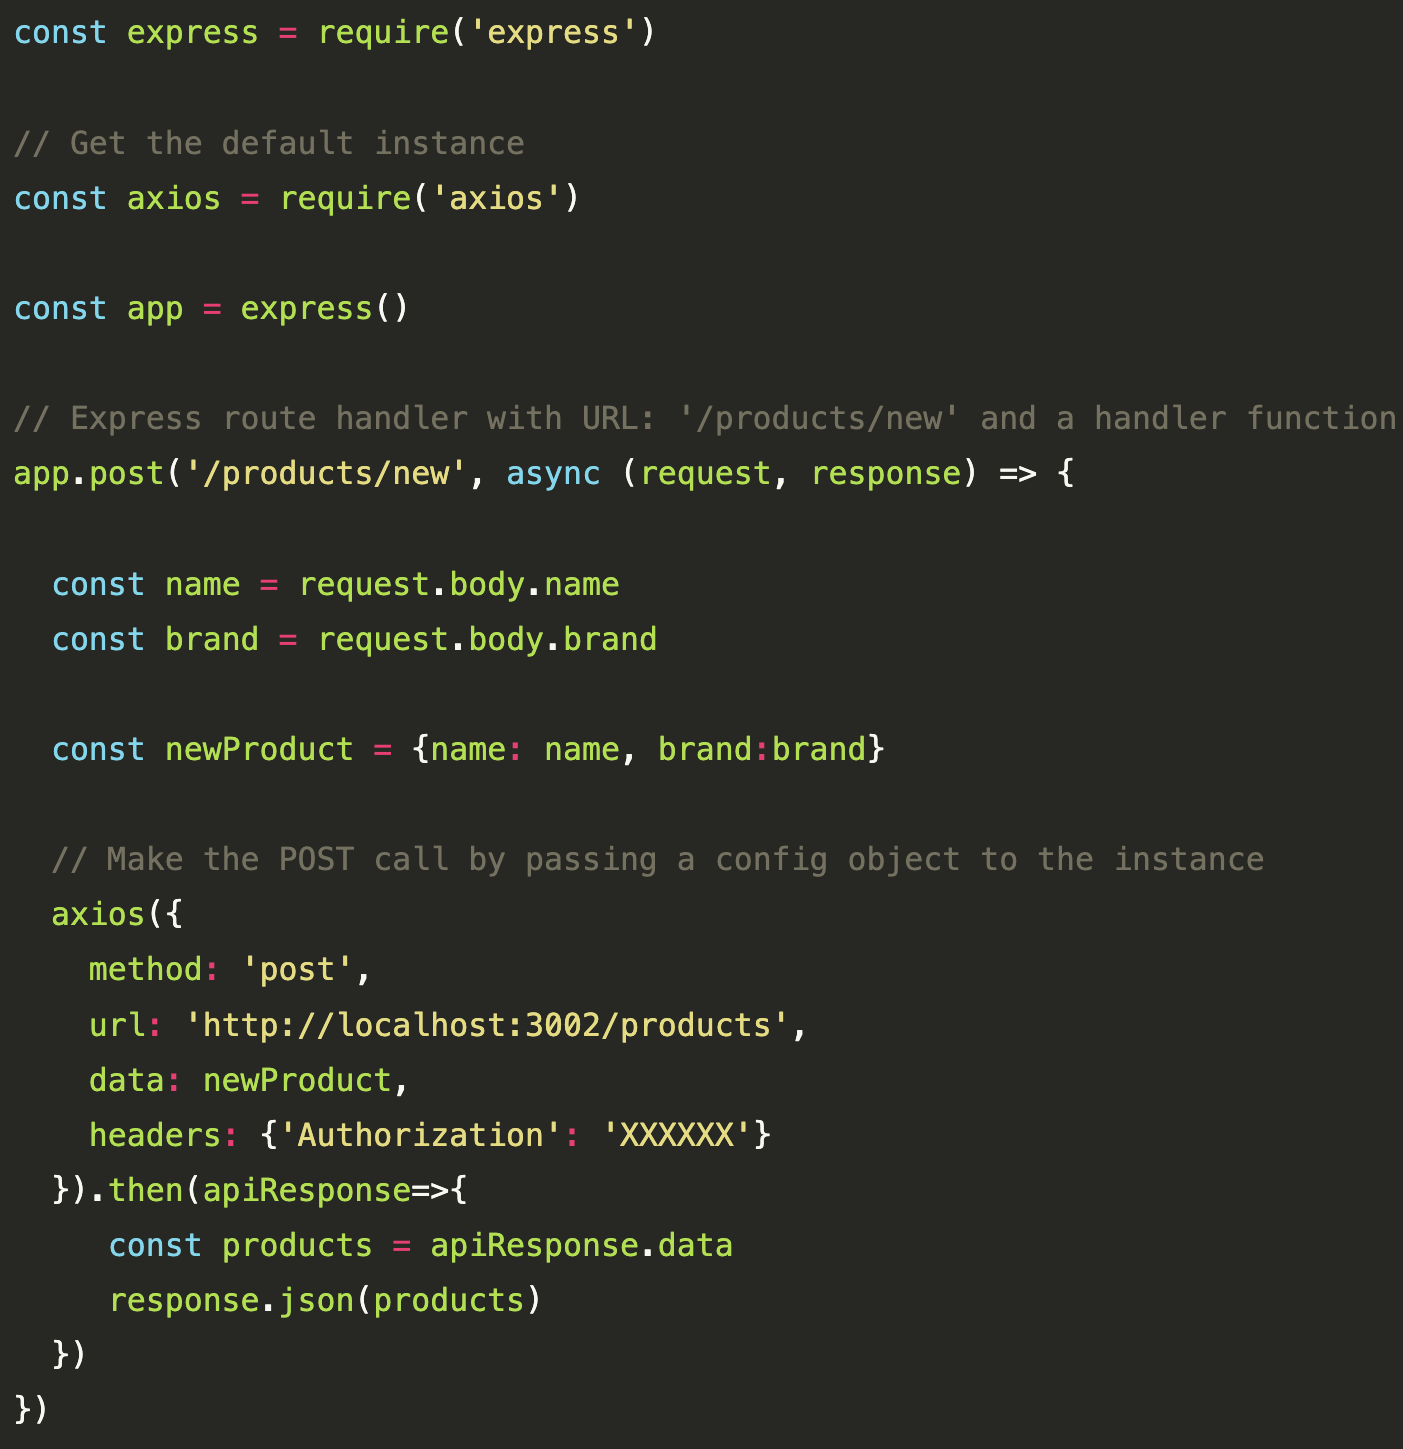 const express = require('express')
// Get the default instance
const axios = require('axios')
const app = express()
// Express route handler with URL: '/products/new' and a handler function
app.post('/products/new', async (request, response) => {
const name = request.body.name
const brand = request.body.brand
const newProduct = {name: name, brand:brand}
// Make the POST call by passing a config object to the instance
axios({
method: 'post',
url: 'http://localhost:3002/products',
data: newProduct,
headers: {'Authorization': 'XXXXXX'}
}).then(apiResponse=>{
const products = apiResponse.data
response.json(products)
})
})